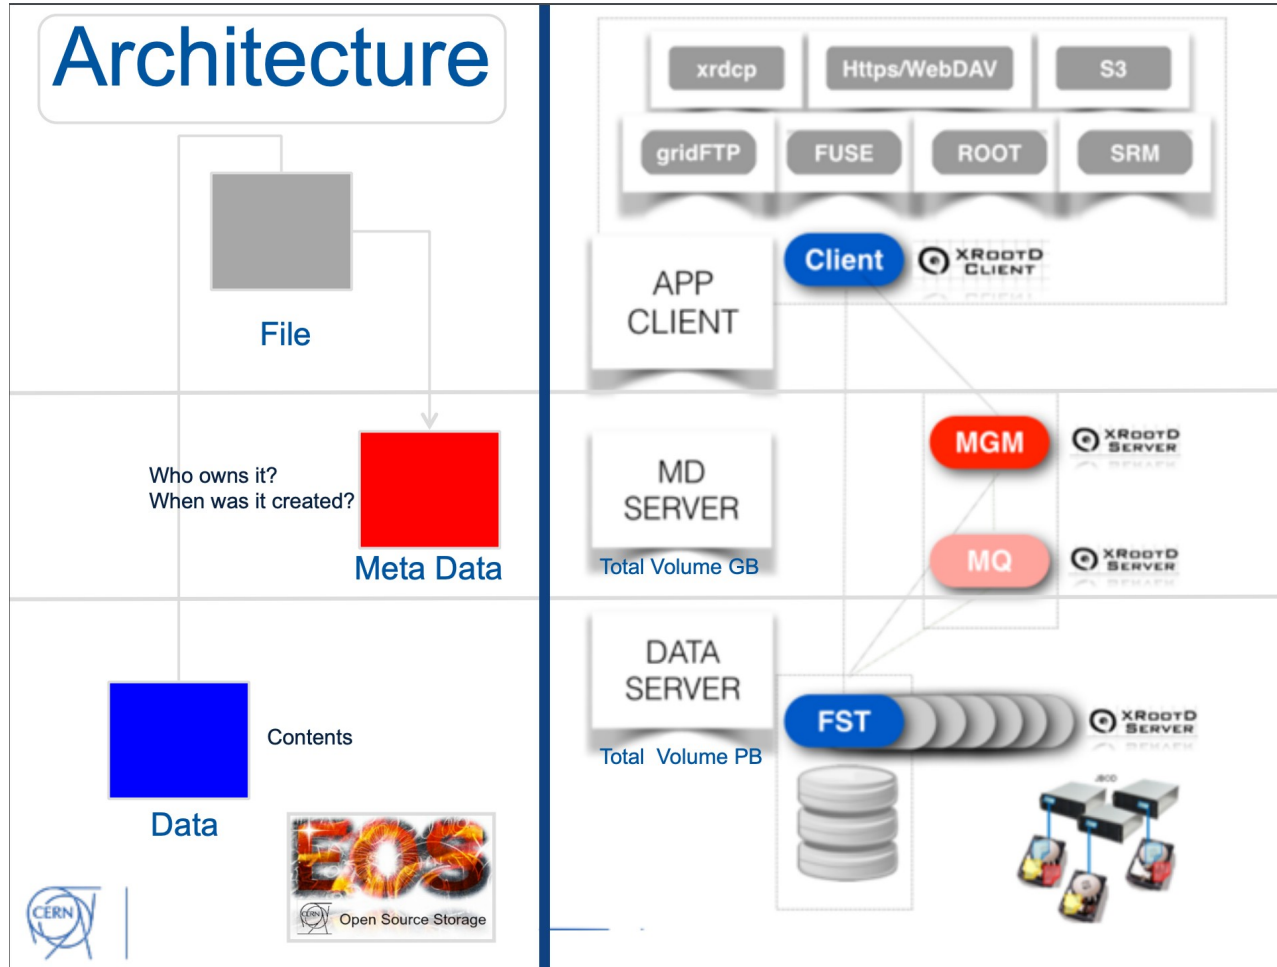 Architecture
File
Who owns it?
When was it created?
Meta Data
Contents
Data
EOS
CERN
Open Source Storage
CERN
xrdcp
Https/WebDAV
S3
gridFTP
FUSE
ROOT
SRM
APP
CLIENT
Client
XROOTD
CLIENT
MD
SERVER
Total Volume GB
MGM
XROOTD
SERVER
MQ
XROOTD
SERVER
DATA
SERVER
Total  Volume PB
FST
XROOTD
SERVER
JBOD